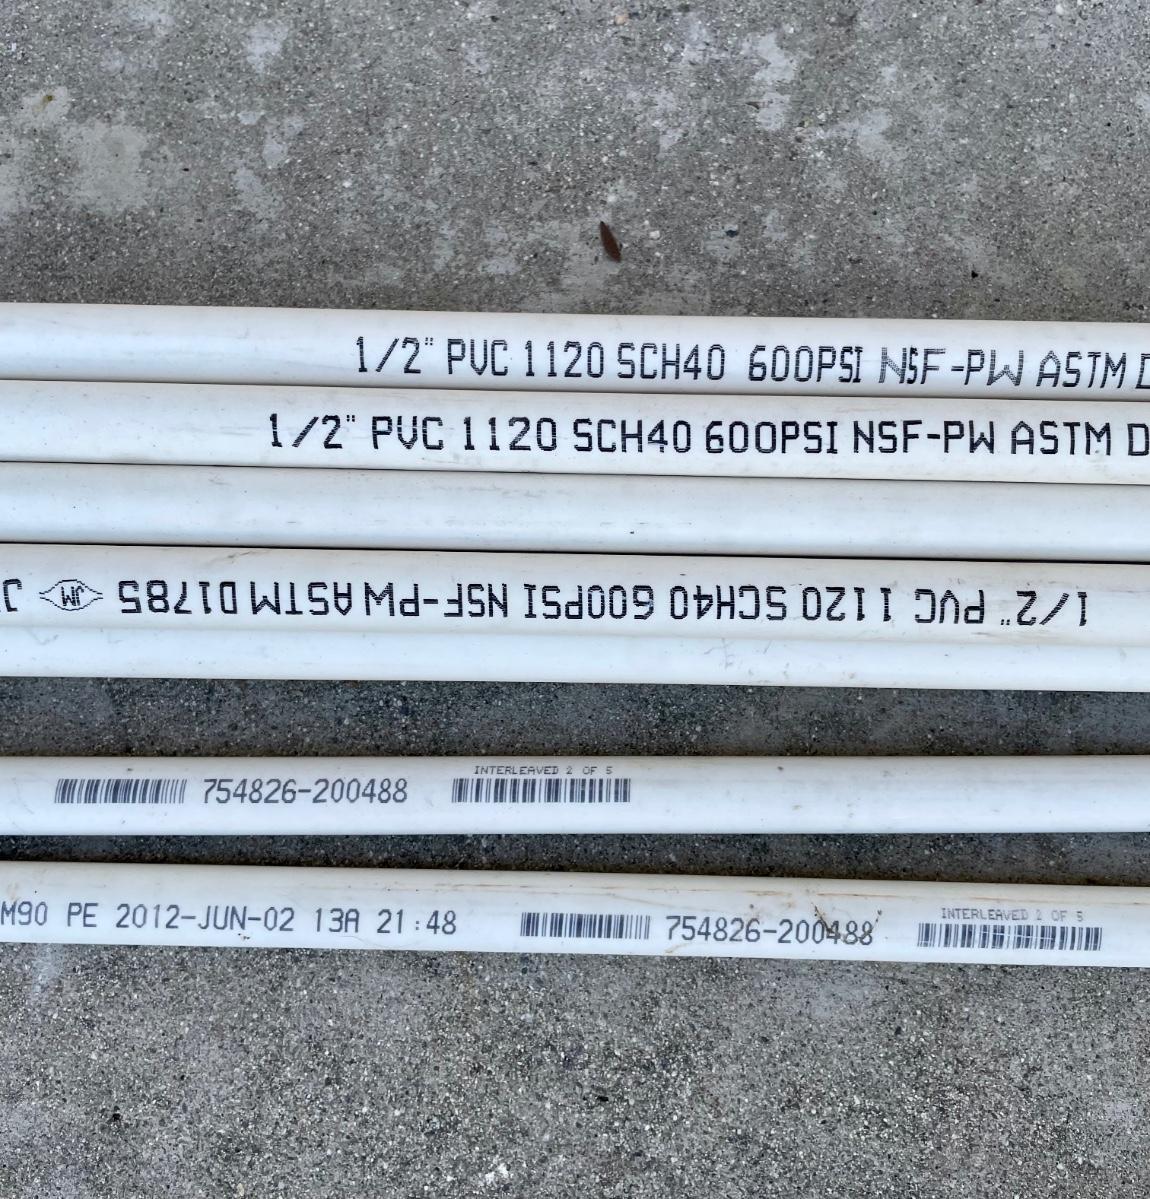 1/2" PVC 1120 SCH40 600PSI NSF-PW ASTM D
1/2" PVC 1120 SCH40 600PSI NSF-PW ASTM D
1/2" PVC 1120 SCH40 600PSI NSF-PW ASTM D1785 JM
754826-200488 INTERLEAVED 2 OF 5
M90 PE 2012-JUN-02 13A 21:48 754826-200488 INTERLEAVED 2 OF 5